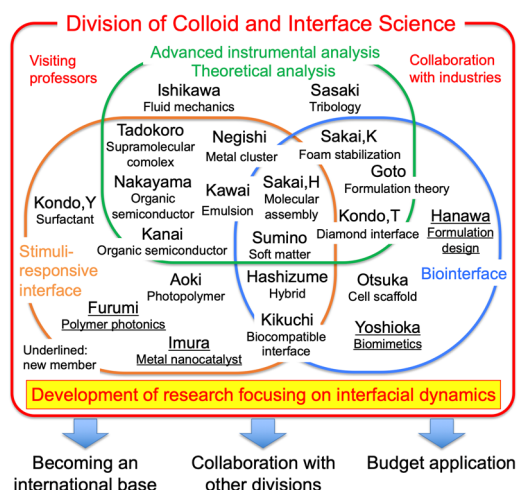 Division of Colloid and Interface Science
Visiting
professors
Advanced instrumental analysis
Theoretical analysis
Collaboration
with industries
Ishikawa
Fluid mechanics
Sasaki
Tribology
Tadokoro
Supramolecular
comolex
Negishi
Metal cluster
Sakai,K
Foam stabilization
Goto
Formulation theory
Nakayama
Organic
semiconductor
Kawai
Emulsion
Sakai,H
Molecular
assembly
Kondo,Y
Surfactant
Kondo,T
Diamond interface
Hanawa
Formulation
design
Kanai
Organic semiconductor
Sumino
Soft matter
Stimuli-
responsive
interface
Biointerface
Aoki
Photopolymer
Hashizume
Hybrid
Otsuka
Cell scaffold
Furumi
Polymer photonics
Imura
Metal nanocatalyst
Kikuchi
Biocompatible
interface
Yoshioka
Biomimetics
Underlined:
new member
Development of research focusing on interfacial dynamics
Becoming an
international base
Collaboration with
other divisions
Budget application